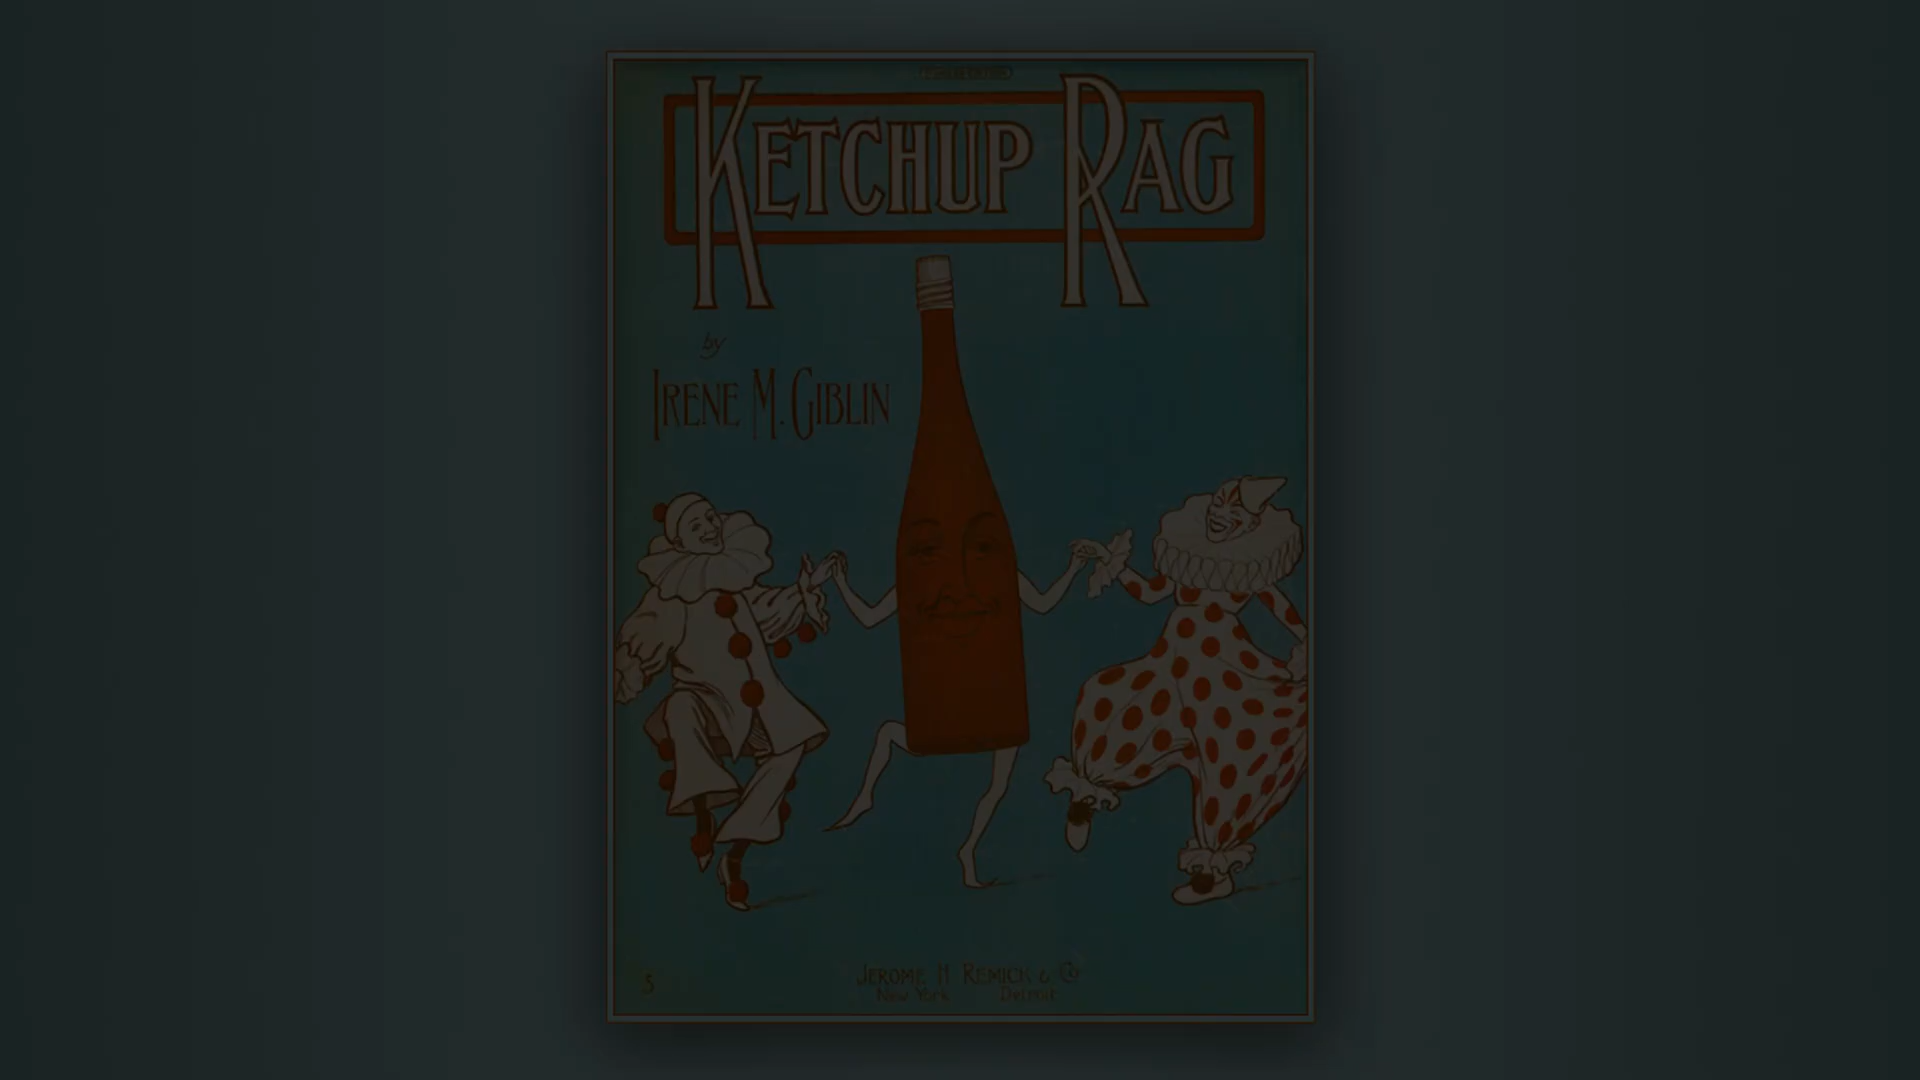 KETCHUP RAG
by
IRENE M. GIBLIN
5
JEROME H. REMICK & CO
New York Detroit